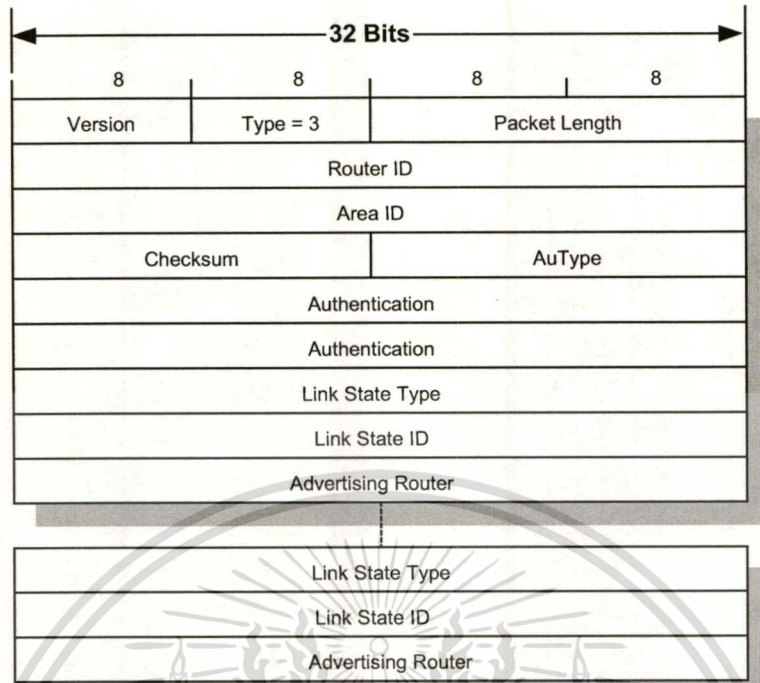 32 Bits
8 8 8 8
Version Type = 3 Packet Length
Router ID
Area ID
Checksum AuType
Authentication
Authentication
Link State Type
Link State ID
Advertising Router
Link State Type
Link State ID
Advertising Router